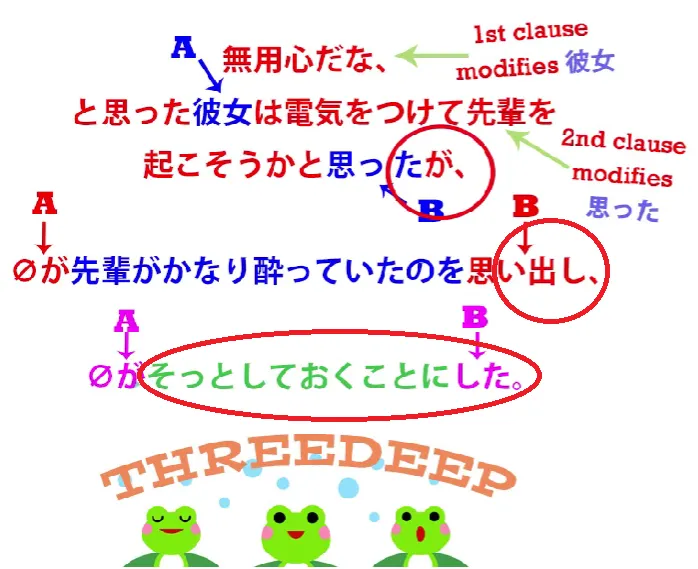 A
無用心だな、
1st clause
modifies 彼女
と思った彼女は電気をつけて先輩を
2nd clause
modifies
思った
起こそうかと思ったが、
B
A
B
∅が先輩がかなり酔っていたのを思い出し、
A
B
∅がそっとしておくことにした。
THREEDEEP